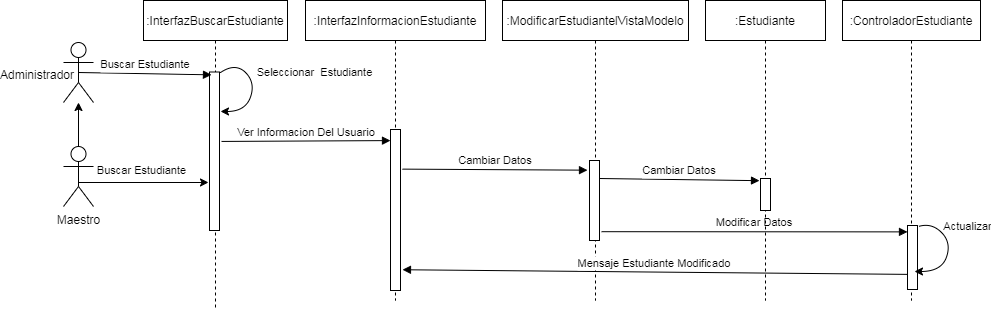 :InterfazBuscarEstudiante
:InterfazInformacionEstudiante
:ModificarEstudianteIVistaModelo
:Estudiante
:ControladorEstudiante
Administrador
Buscar Estudiante
Seleccionar Estudiante
Ver Informacion Del Usuario
Cambiar Datos
Cambiar Datos
Buscar Estudiante
Maestro
Modificar Datos
Actualizar
Mensaje Estudiante Modificado